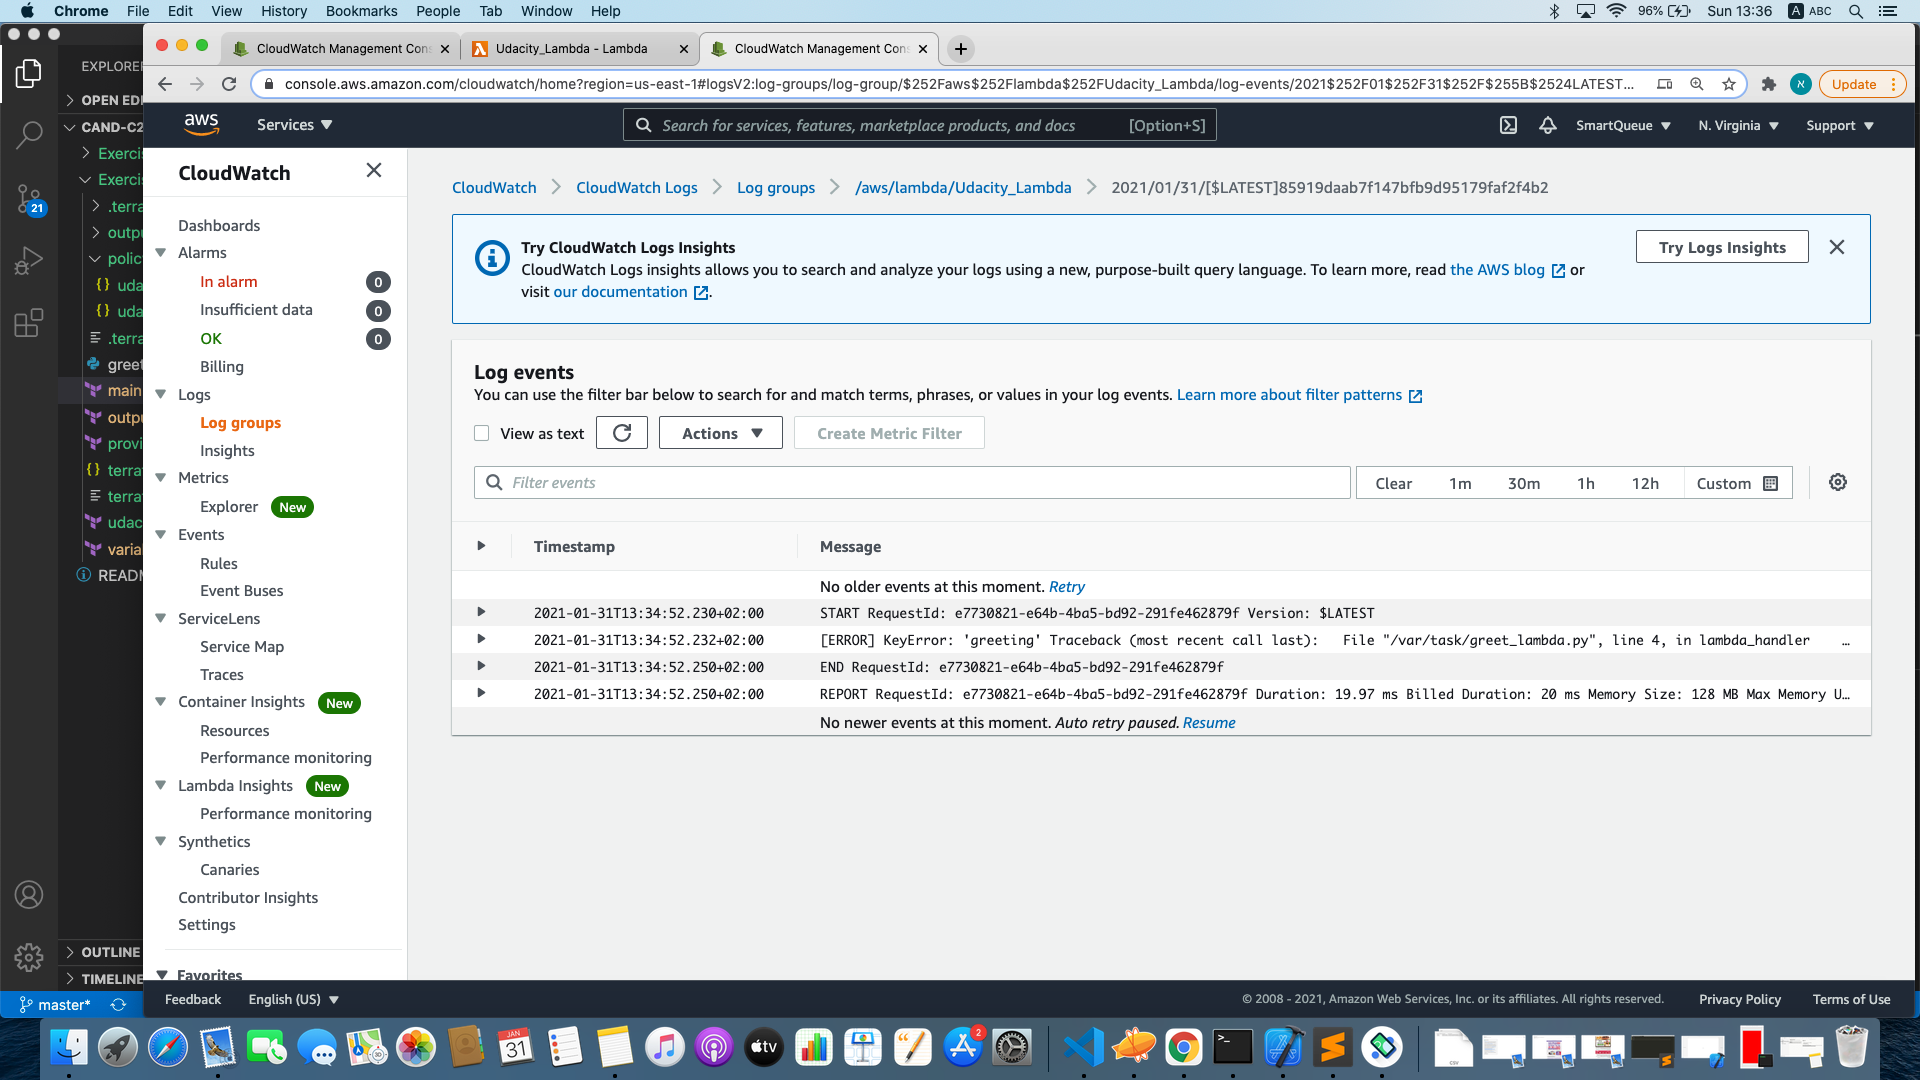 Chrome File Edit View History Bookmarks People Tab Window Help
96% Sun 13:36 A ABC
EXPLORE
OPEN EDI
CAND-C2
Exercis
Exercis
.terra
outpu
polic
{} uda
{} uda
.terra
greet
main
outpu
provi
{} terra
terra
udac
varia
READM
21
OUTLINE
TIMELINE
master*
CloudWatch Management Cons
Udacity_Lambda - Lambda
CloudWatch Management Cons
console.aws.amazon.com/cloudwatch/home?region=us-east-1#logsV2:log-groups/log-group/$252Faws$252Flambda$252FUdacity_Lambda/log-events/2021$252F01$252F31$252F$255B$2524LATEST...
א
Update
aws
Services
Search for services, features, marketplace products, and docs [Option+S]
SmartQueue
N. Virginia
Support
CloudWatch
Dashboards
Alarms
In alarm 0
Insufficient data 0
OK 0
Billing
Logs
Log groups
Insights
Metrics
Explorer New
Events
Rules
Event Buses
ServiceLens
Service Map
Traces
Container Insights New
Resources
Performance monitoring
Lambda Insights New
Performance monitoring
Synthetics
Canaries
Contributor Insights
Settings
Favorites
CloudWatch > CloudWatch Logs > Log groups > /aws/lambda/Udacity_Lambda > 2021/01/31/[$LATEST]85919daab7f147bfb9d95179faf2f4b2
Try CloudWatch Logs Insights
CloudWatch Logs insights allows you to search and analyze your logs using a new, purpose-built query language. To learn more, read the AWS blog or
visit our documentation.
Try Logs Insights
Log events
You can use the filter bar below to search for and match terms, phrases, or values in your log events. Learn more about filter patterns
View as text
Actions
Create Metric Filter
Filter events
Clear 1m 30m 1h 12h Custom
Timestamp Message
No older events at this moment. Retry
2021-01-31T13:34:52.230+02:00 START RequestId: e7730821-e64b-4ba5-bd92-291fe462879f Version: $LATEST
2021-01-31T13:34:52.232+02:00 [ERROR] KeyError: 'greeting' Traceback (most recent call last): File "/var/task/greet_lambda.py", line 4, in lambda_handler …
2021-01-31T13:34:52.250+02:00 END RequestId: e7730821-e64b-4ba5-bd92-291fe462879f
2021-01-31T13:34:52.250+02:00 REPORT RequestId: e7730821-e64b-4ba5-bd92-291fe462879f Duration: 19.97 ms Billed Duration: 20 ms Memory Size: 128 MB Max Memory U…
No newer events at this moment. Auto retry paused. Resume
Feedback English (US)
© 2008 - 2021, Amazon Web Services, Inc. or its affiliates. All rights reserved. Privacy Policy Terms of Use
JAN
31
tv
2